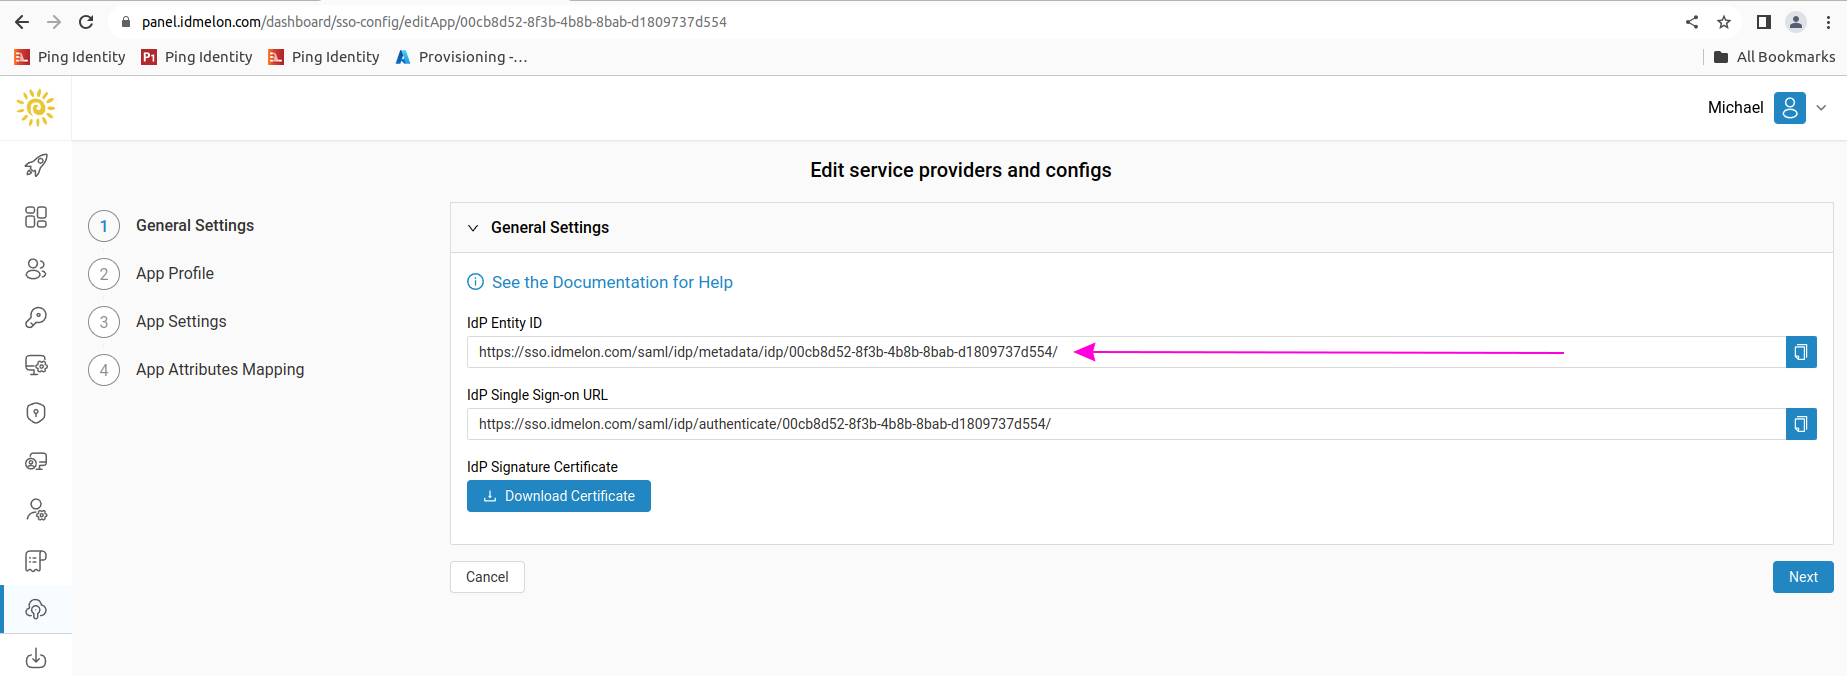 panel.idmelon.com/dashboard/sso-config/editApp/00cb8d52-8f3b-4b8b-8bab-d1809737d554
Ping Identity P1 Ping Identity Ping Identity Provisioning -... All Bookmarks
Michael
Edit service providers and configs
1 General Settings
2 App Profile
3 App Settings
4 App Attributes Mapping
General Settings
See the Documentation for Help
IdP Entity ID
https://sso.idmelon.com/saml/idp/metadata/idp/00cb8d52-8f3b-4b8b-8bab-d1809737d554/
IdP Single Sign-on URL
https://sso.idmelon.com/saml/idp/authenticate/00cb8d52-8f3b-4b8b-8bab-d1809737d554/
IdP Signature Certificate
Download Certificate
Cancel Next